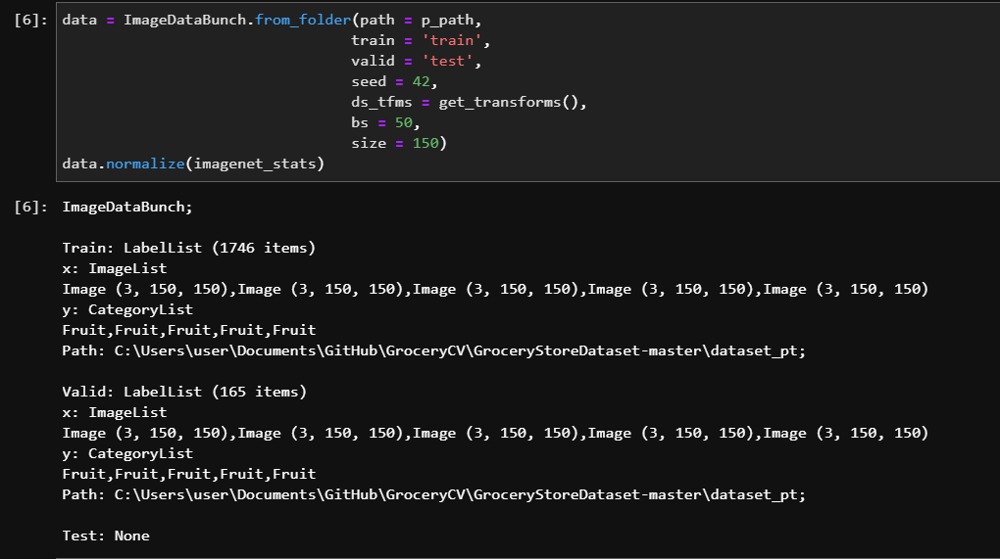 [6]: data = ImageDataBunch.from_folder(path = p_path,
train = 'train',
valid = 'test',
seed = 42,
ds_tfms = get_transforms(),
bs = 50,
size = 150)
data.normalize(imagenet_stats)
[6]: ImageDataBunch;
Train: LabelList (1746 items)
x: ImageList
Image (3, 150, 150),Image (3, 150, 150),Image (3, 150, 150),Image (3, 150, 150),Image (3, 150, 150)
y: CategoryList
Fruit,Fruit,Fruit,Fruit,Fruit
Path: C:\Users\user\Documents\GitHub\GroceryCV\GroceryStoreDataset-master\dataset_pt;
Valid: LabelList (165 items)
x: ImageList
Image (3, 150, 150),Image (3, 150, 150),Image (3, 150, 150),Image (3, 150, 150),Image (3, 150, 150)
y: CategoryList
Fruit,Fruit,Fruit,Fruit,Fruit
Path: C:\Users\user\Documents\GitHub\GroceryCV\GroceryStoreDataset-master\dataset_pt;
Test: None